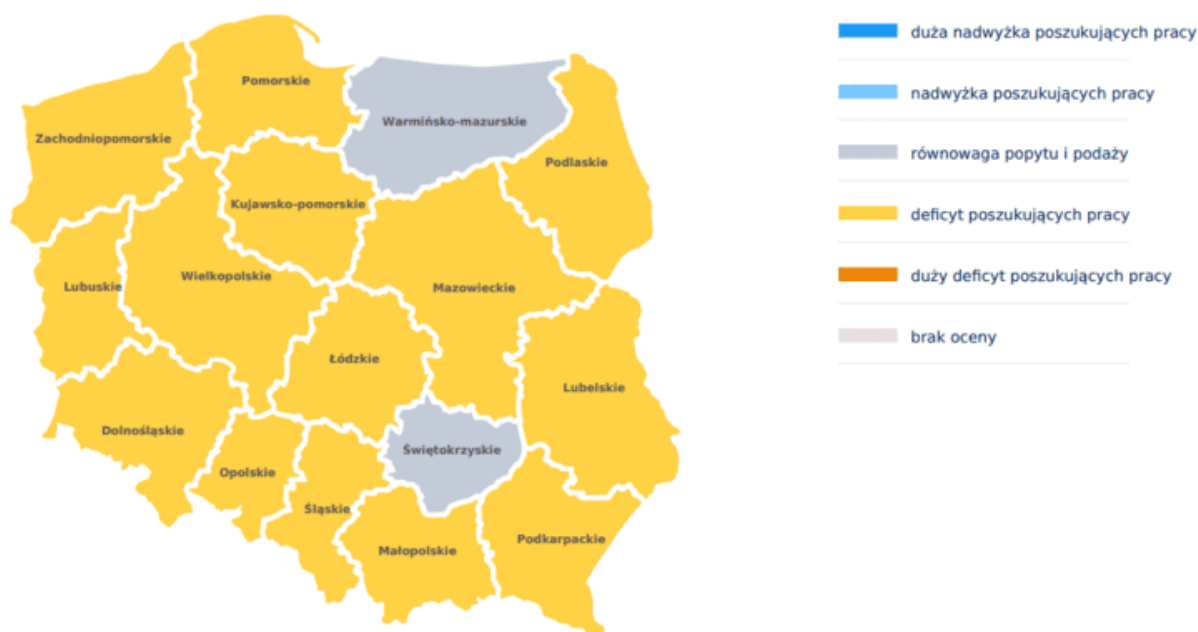 Pomorskie
Warmińsko-mazurskie
Zachodniopomorskie
Podlaskie
Kujawsko-pomorskie
Wielkopolskie
Lubuskie
Mazowieckie
Łódzkie
Lubelskie
Dolnośląskie
Świętokrzyskie
Opolskie
Śląskie
Podkarpackie
Małopolskie
duża nadwyżka poszukujących pracy
nadwyżka poszukujących pracy
równowaga popytu i podaży
deficyt poszukujących pracy
duży deficyt poszukujących pracy
brak oceny